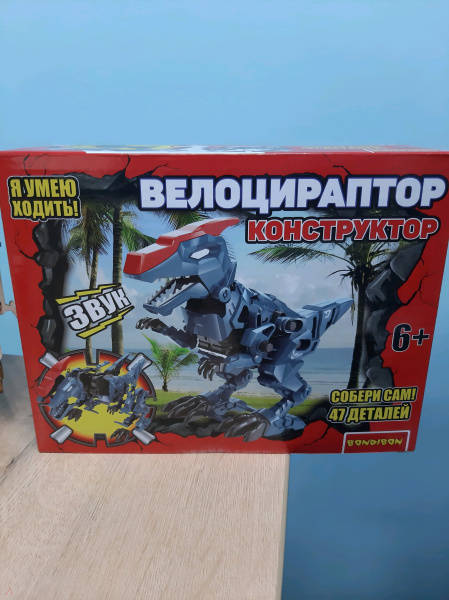 Я УМЕЮ
ХОДИТЬ!
ВЕЛОЦИРАПТОР
КОНСТРУКТОР
ЗВУК
6+
СОБЕРИ САМ!
47 ДЕТАЛЕЙ
BONDIBON